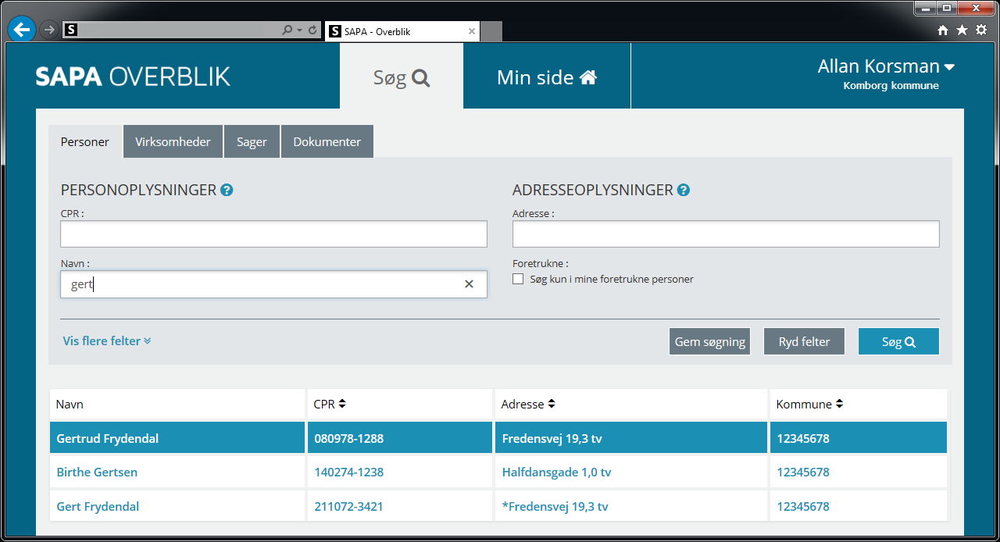 S
S SAPA - Overblik
SAPA OVERBLIK
Søg
Min side
Allan Korsman
Komborg kommune
Personer Virksomheder Sager Dokumenter
PERSONOPLYSNINGER ?
CPR :
Navn :
gert
ADRESSEOPLYSNINGER ?
Adresse :
Foretrukne :
Søg kun i mine foretrukne personer
Vis flere felter
Gem søgning Ryd felter Søg
Navn CPR Adresse Kommune
Gertrud Frydendal 080978-1288 Fredensvej 19,3 tv 12345678
Birthe Gertsen 140274-1238 Halfdansgade 1,0 tv 12345678
Gert Frydendal 211072-3421 *Fredensvej 19,3 tv 12345678